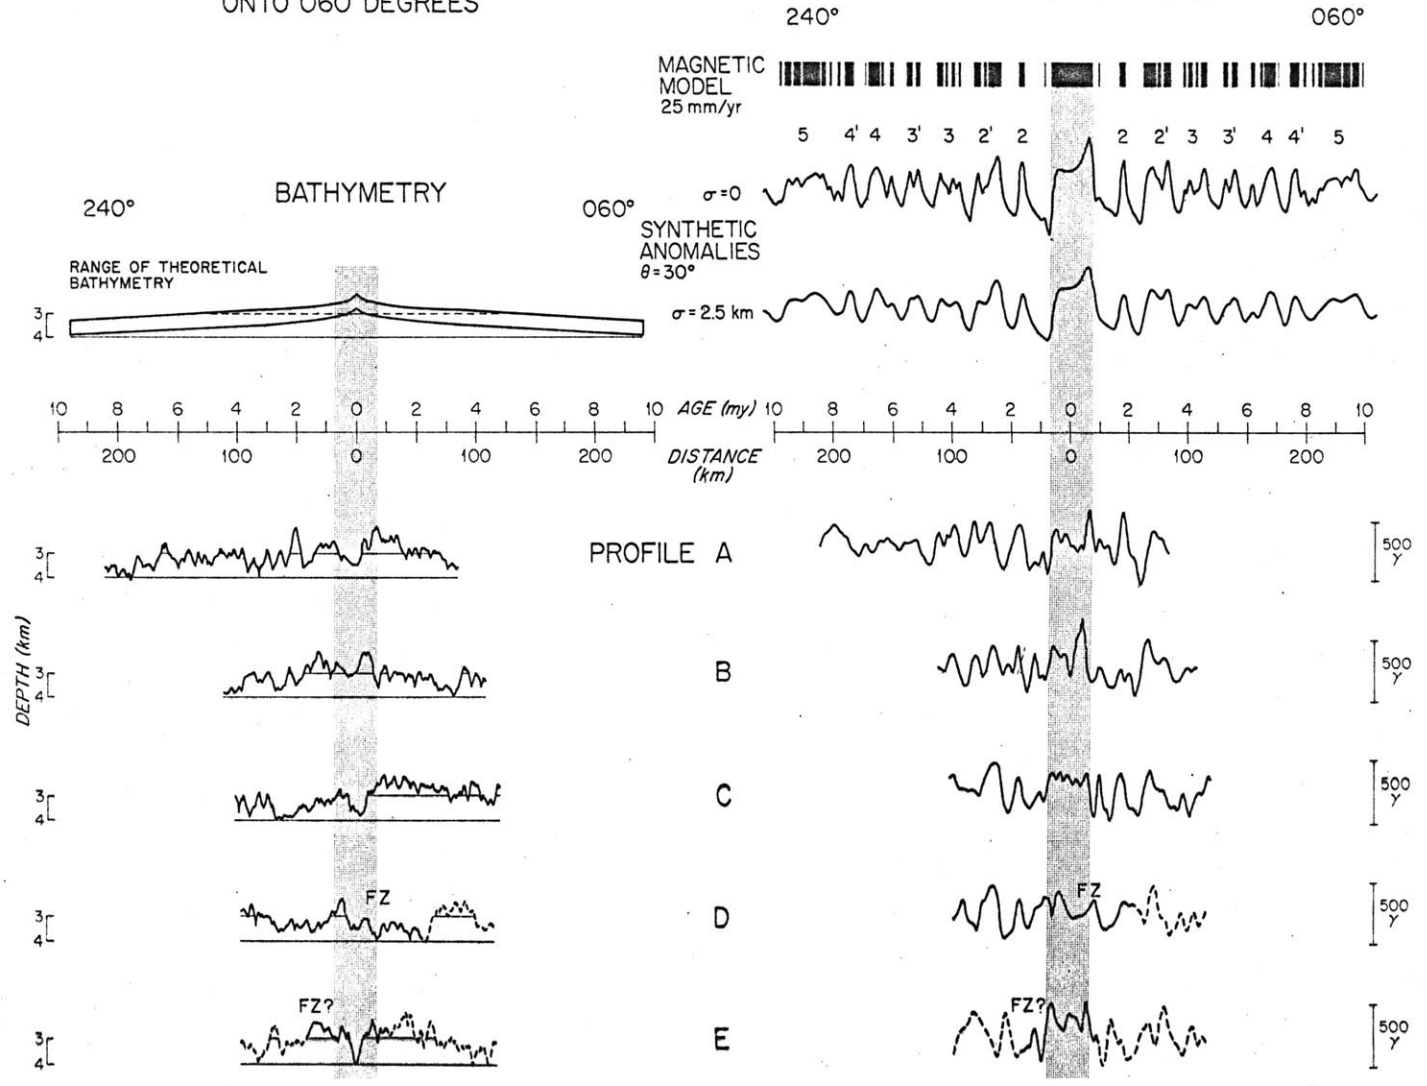 ONTO 060 DEGREES
240° 060°
MAGNETIC
MODEL
25 mm/yr
5 4' 4 3' 3 2' 2 2 2' 3 3' 4 4' 5
σ=0
BATHYMETRY
240° 060°
SYNTHETIC
ANOMALIES
θ=30°
RANGE OF THEORETICAL
BATHYMETRY
3
4
σ=2.5 km
10 8 6 4 2 0 2 4 6 8 10 AGE (my) 10 8 6 4 2 0 2 4 6 8 10
200 100 0 100 200 DISTANCE 200 100 0 100 200
(km)
3
4
PROFILE A
500
γ
DEPTH (km)
3
4
B
500
γ
3
4
C
500
γ
FZ
3
4
D
FZ
500
γ
FZ?
3
4
E
FZ?
500
γ